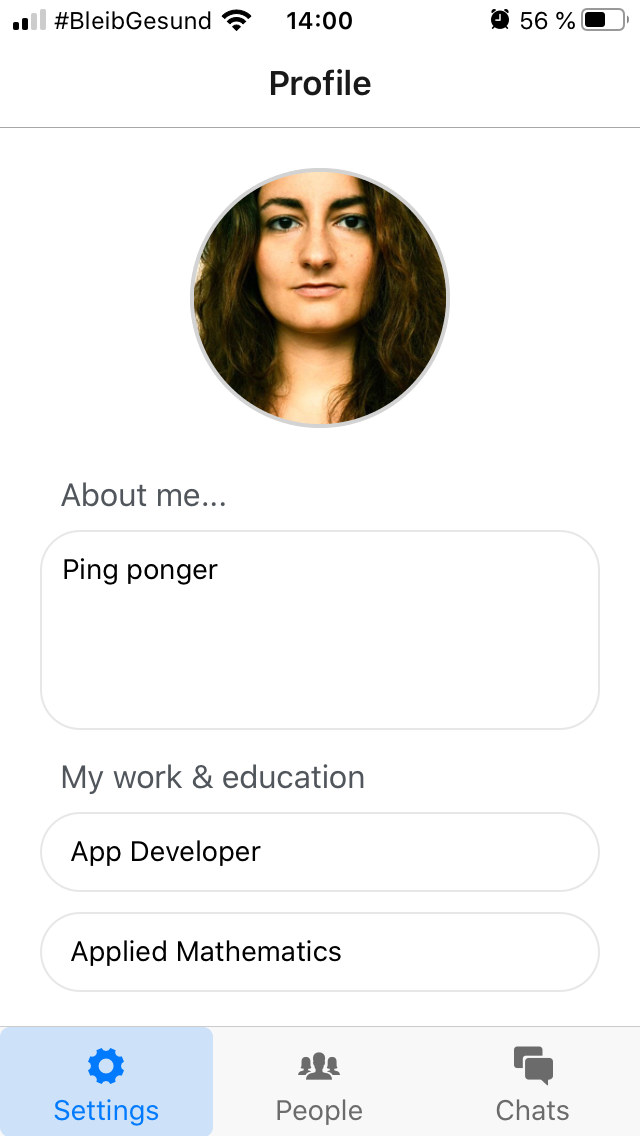 #BleibGesund 14:00 56 %
Profile
About me...
Ping ponger
My work & education
App Developer
Applied Mathematics
Settings People Chats